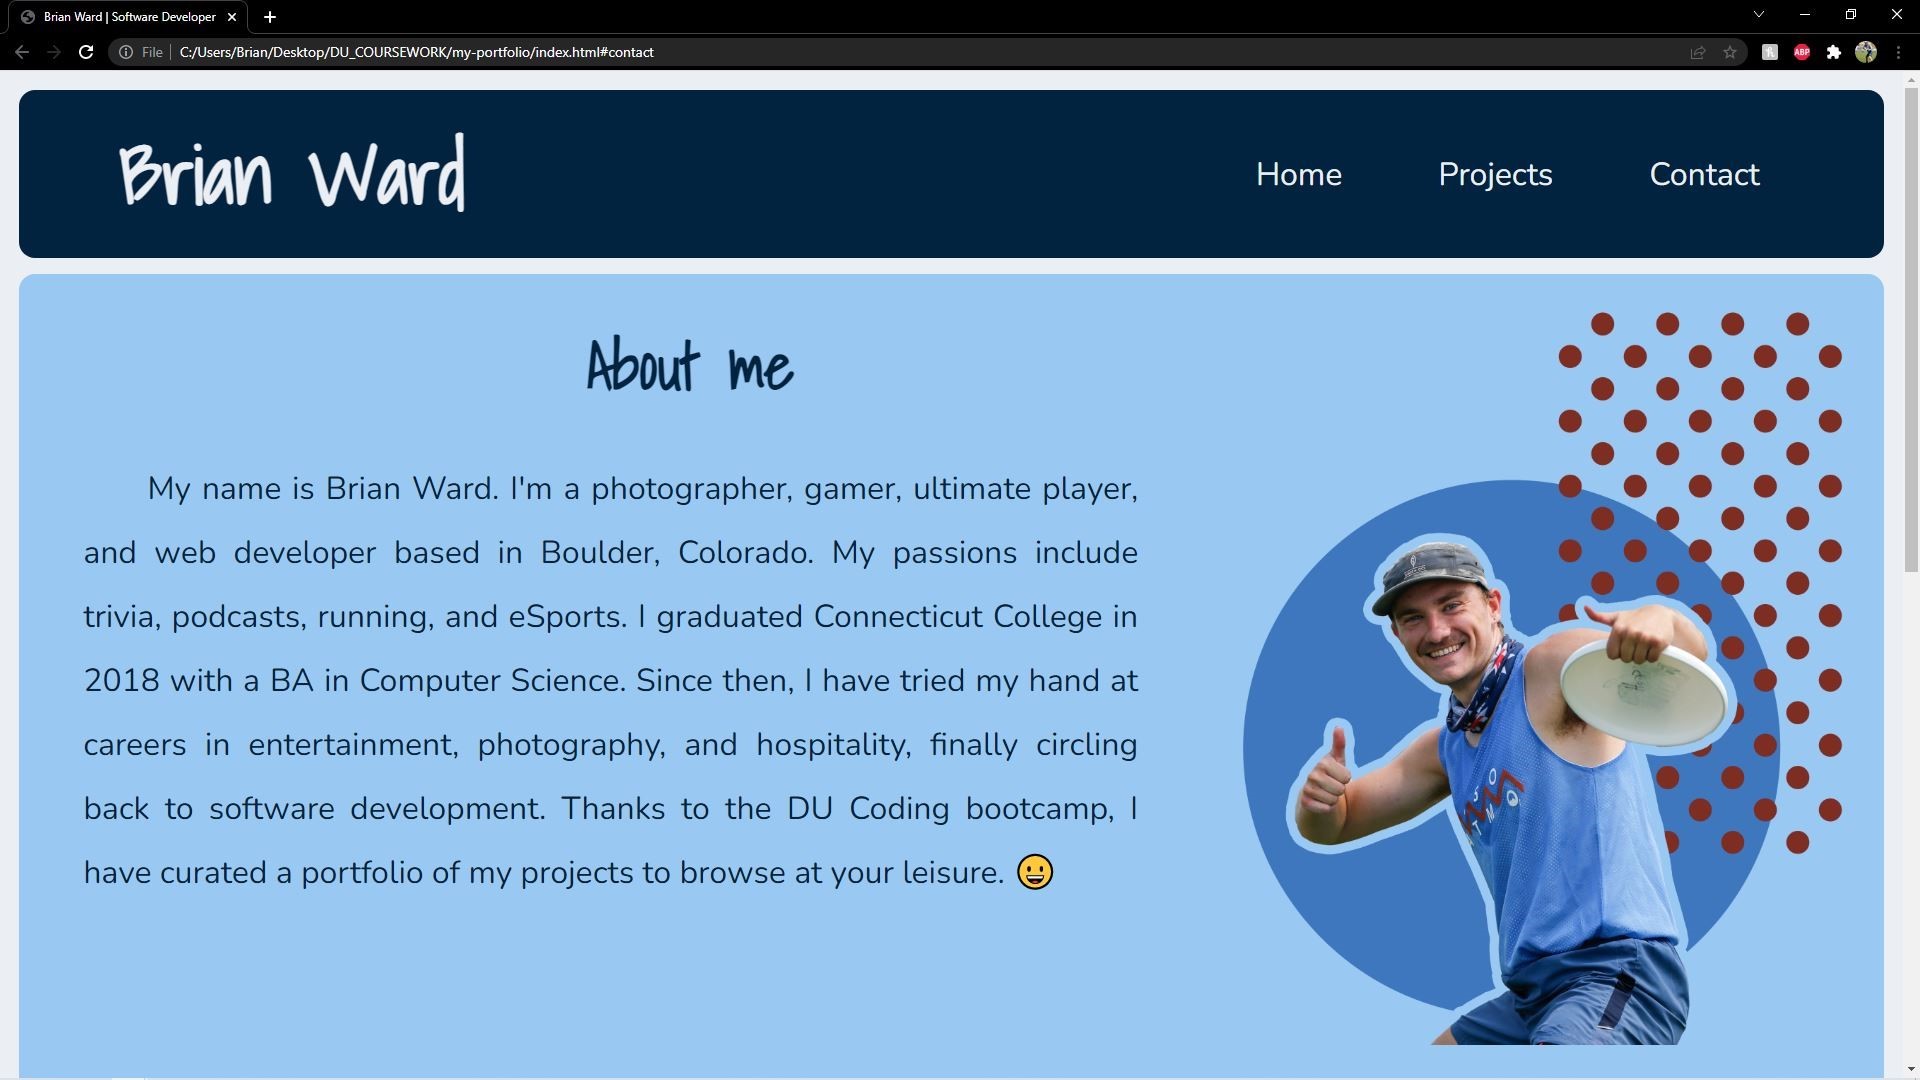 Brian Ward | Software Developer
File
C:/Users/Brian/Desktop/DU_COURSEWORK/my-portfolio/index.html#contact
ABP
Brian Ward
Home
Projects
Contact
About me
My name is Brian Ward. I'm a photographer, gamer, ultimate player,
and web developer based in Boulder, Colorado. My passions include
trivia, podcasts, running, and eSports. I graduated Connecticut College in
2018 with a BA in Computer Science. Since then, I have tried my hand at
careers in entertainment, photography, and hospitality, finally circling
back to software development. Thanks to the DU Coding bootcamp, I
have curated a portfolio of my projects to browse at your leisure. 😀